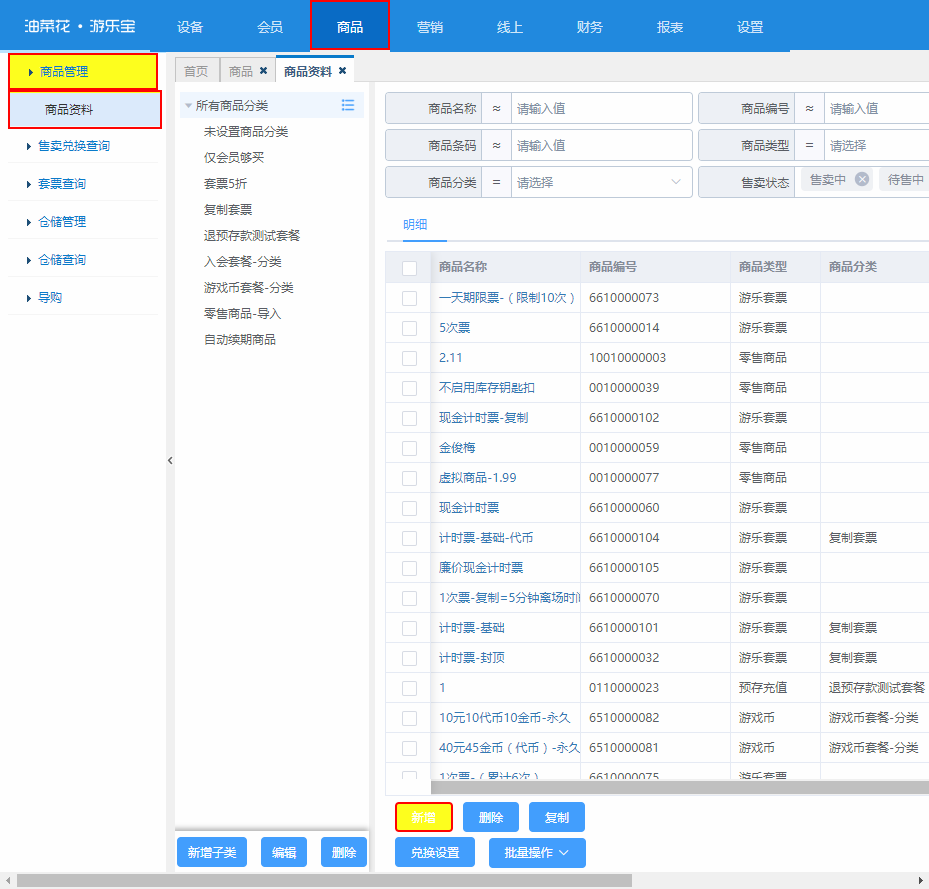 油菜花·游乐宝 设备 会员 商品 营销 线上 财务 报表 设置
商品管理
商品资料
售卖兑换查询
套票查询
仓储管理
仓储查询
导购
首页 商品 ✖ 商品资料 ✖
所有商品分类
未设置商品分类
仅会员够买
套票5折
复制套票
退预存款测试套餐
入会套餐-分类
游戏币套餐-分类
零售商品-导入
自动续期商品
新增子类 编辑 删除
商品名称 ≈ 请输入值 商品编号 ≈ 请输入值
商品条码 ≈ 请输入值 商品类型 = 请选择
商品分类 = 请选择 售卖状态 售卖中 待售中
明细
商品名称 商品编号 商品类型 商品分类
一天期限票-（限制10次） 6610000073 游乐套票
5次票 6610000014 游乐套票
2.11 10010000003 零售商品
不启用库存钥匙扣 0010000039 零售商品
现金计时票-复制 6610000102 游乐套票
金俊梅 0010000059 零售商品
虚拟商品-1.99 0010000077 零售商品
现金计时票 6610000060 游乐套票
计时票-基础-代币 6610000104 游乐套票 复制套票
廉价现金计时票 6610000105 游乐套票
1次票-复制=5分钟离场时间 6610000070 游乐套票
计时票-基础 6610000101 游乐套票 复制套票
计时票-封顶 6610000032 游乐套票 复制套票
1 0110000023 预存充值 退预存款测试套餐
10元10代币10金币-永久 6510000082 游戏币 游戏币套餐-分类
40元45金币（代币）-永久 6510000081 游戏币 游戏币套餐-分类
1次票-（累计6次） 6610000075 游乐套票
新增 删除 复制
兑换设置 批量操作